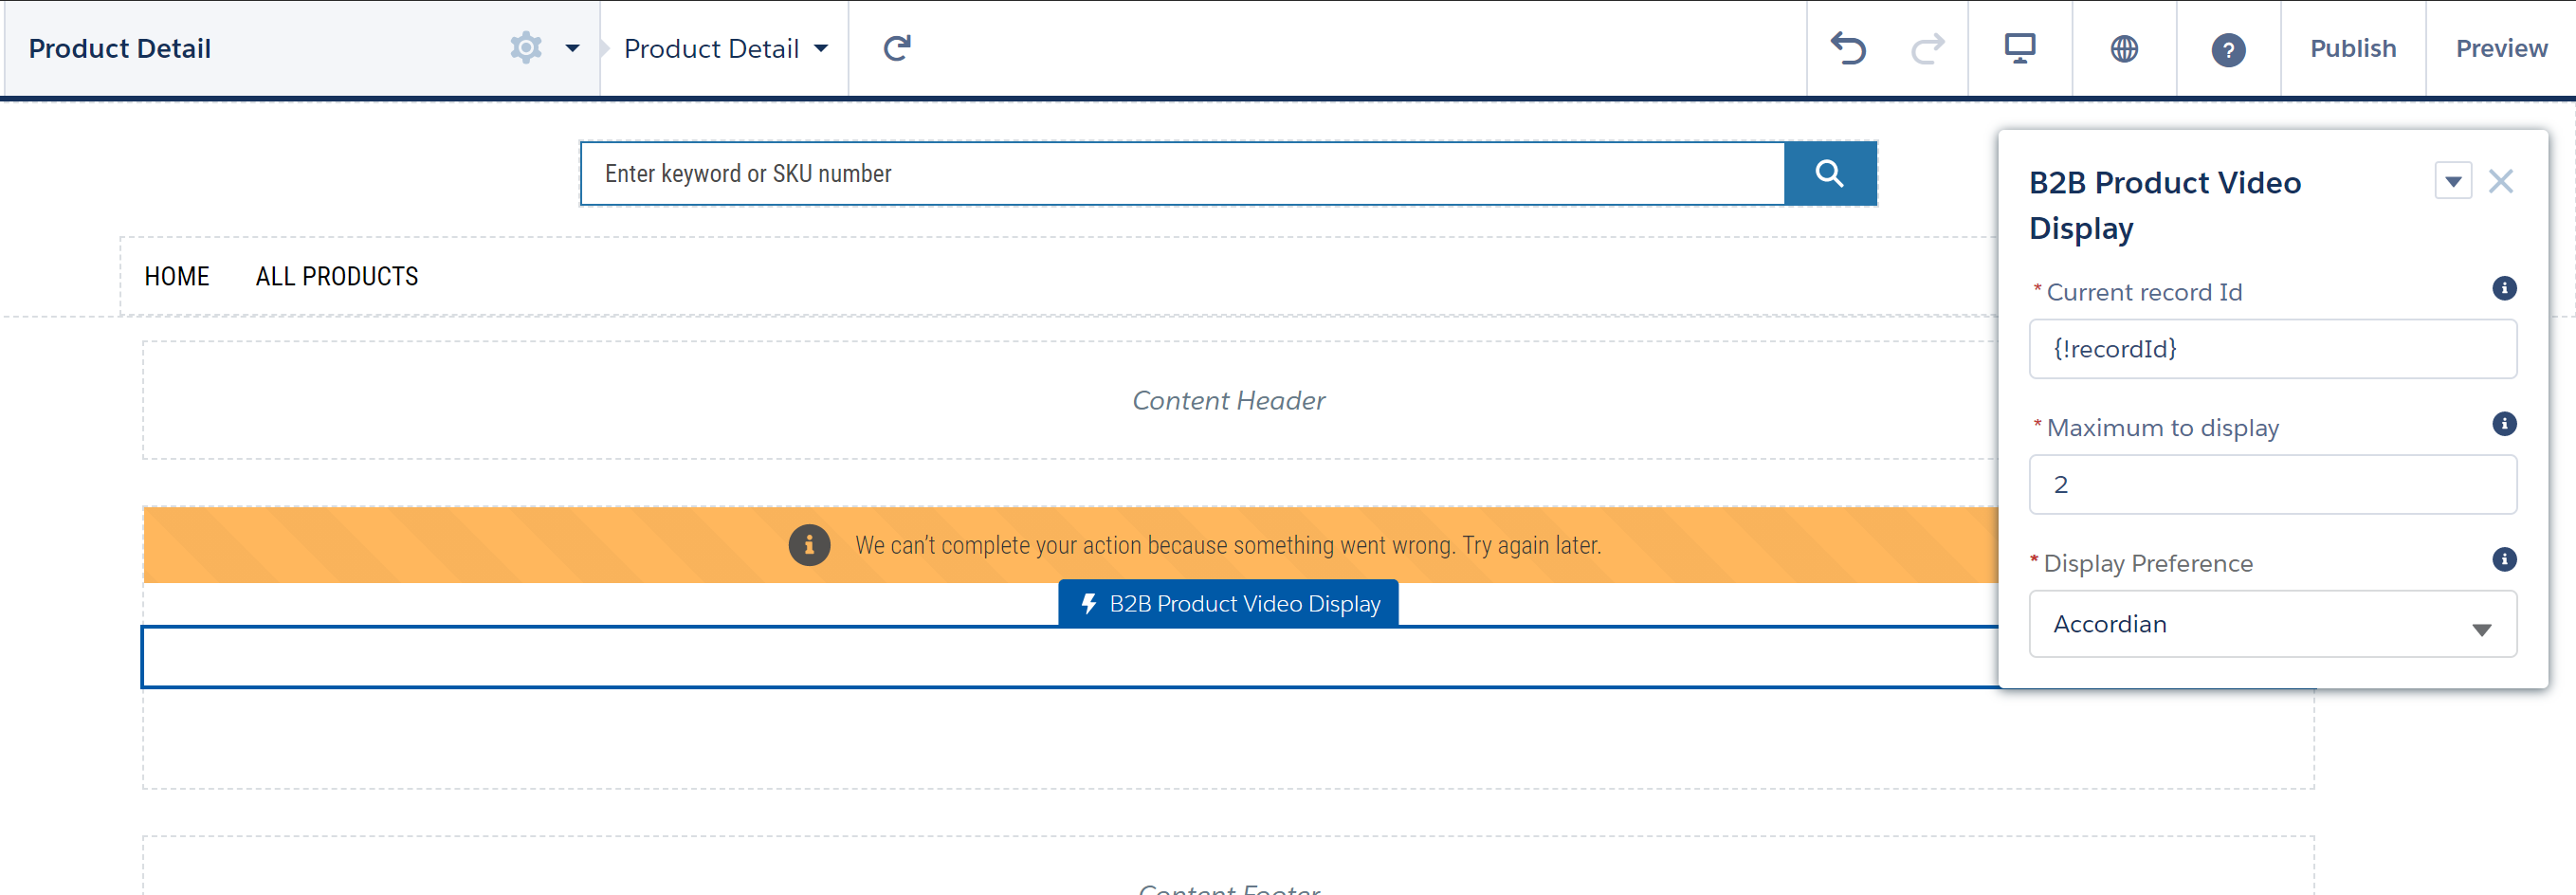 Product Detail
Product Detail
Publish
Preview
Enter keyword or SKU number
HOME
ALL PRODUCTS
Content Header
We can’t complete your action because something went wrong. Try again later.
B2B Product Video Display
Content Footer
B2B Product Video
Display
* Current record Id
{!recordId}
* Maximum to display
2
* Display Preference
Accordian